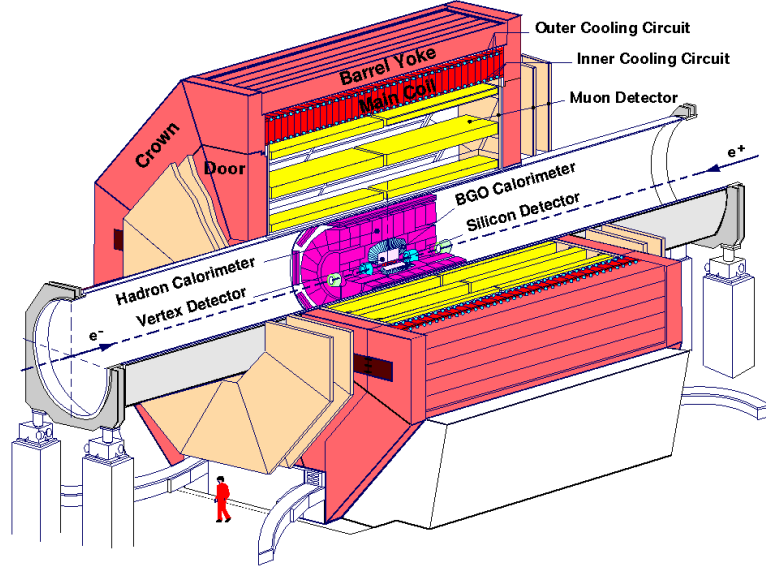 Outer Cooling Circuit
Barrel Yoke
Inner Cooling Circuit
Main Coil
Muon Detector
Crown
Door
e+
BGO Calorimeter
Silicon Detector
Hadron Calorimeter
Vertex Detector
e-